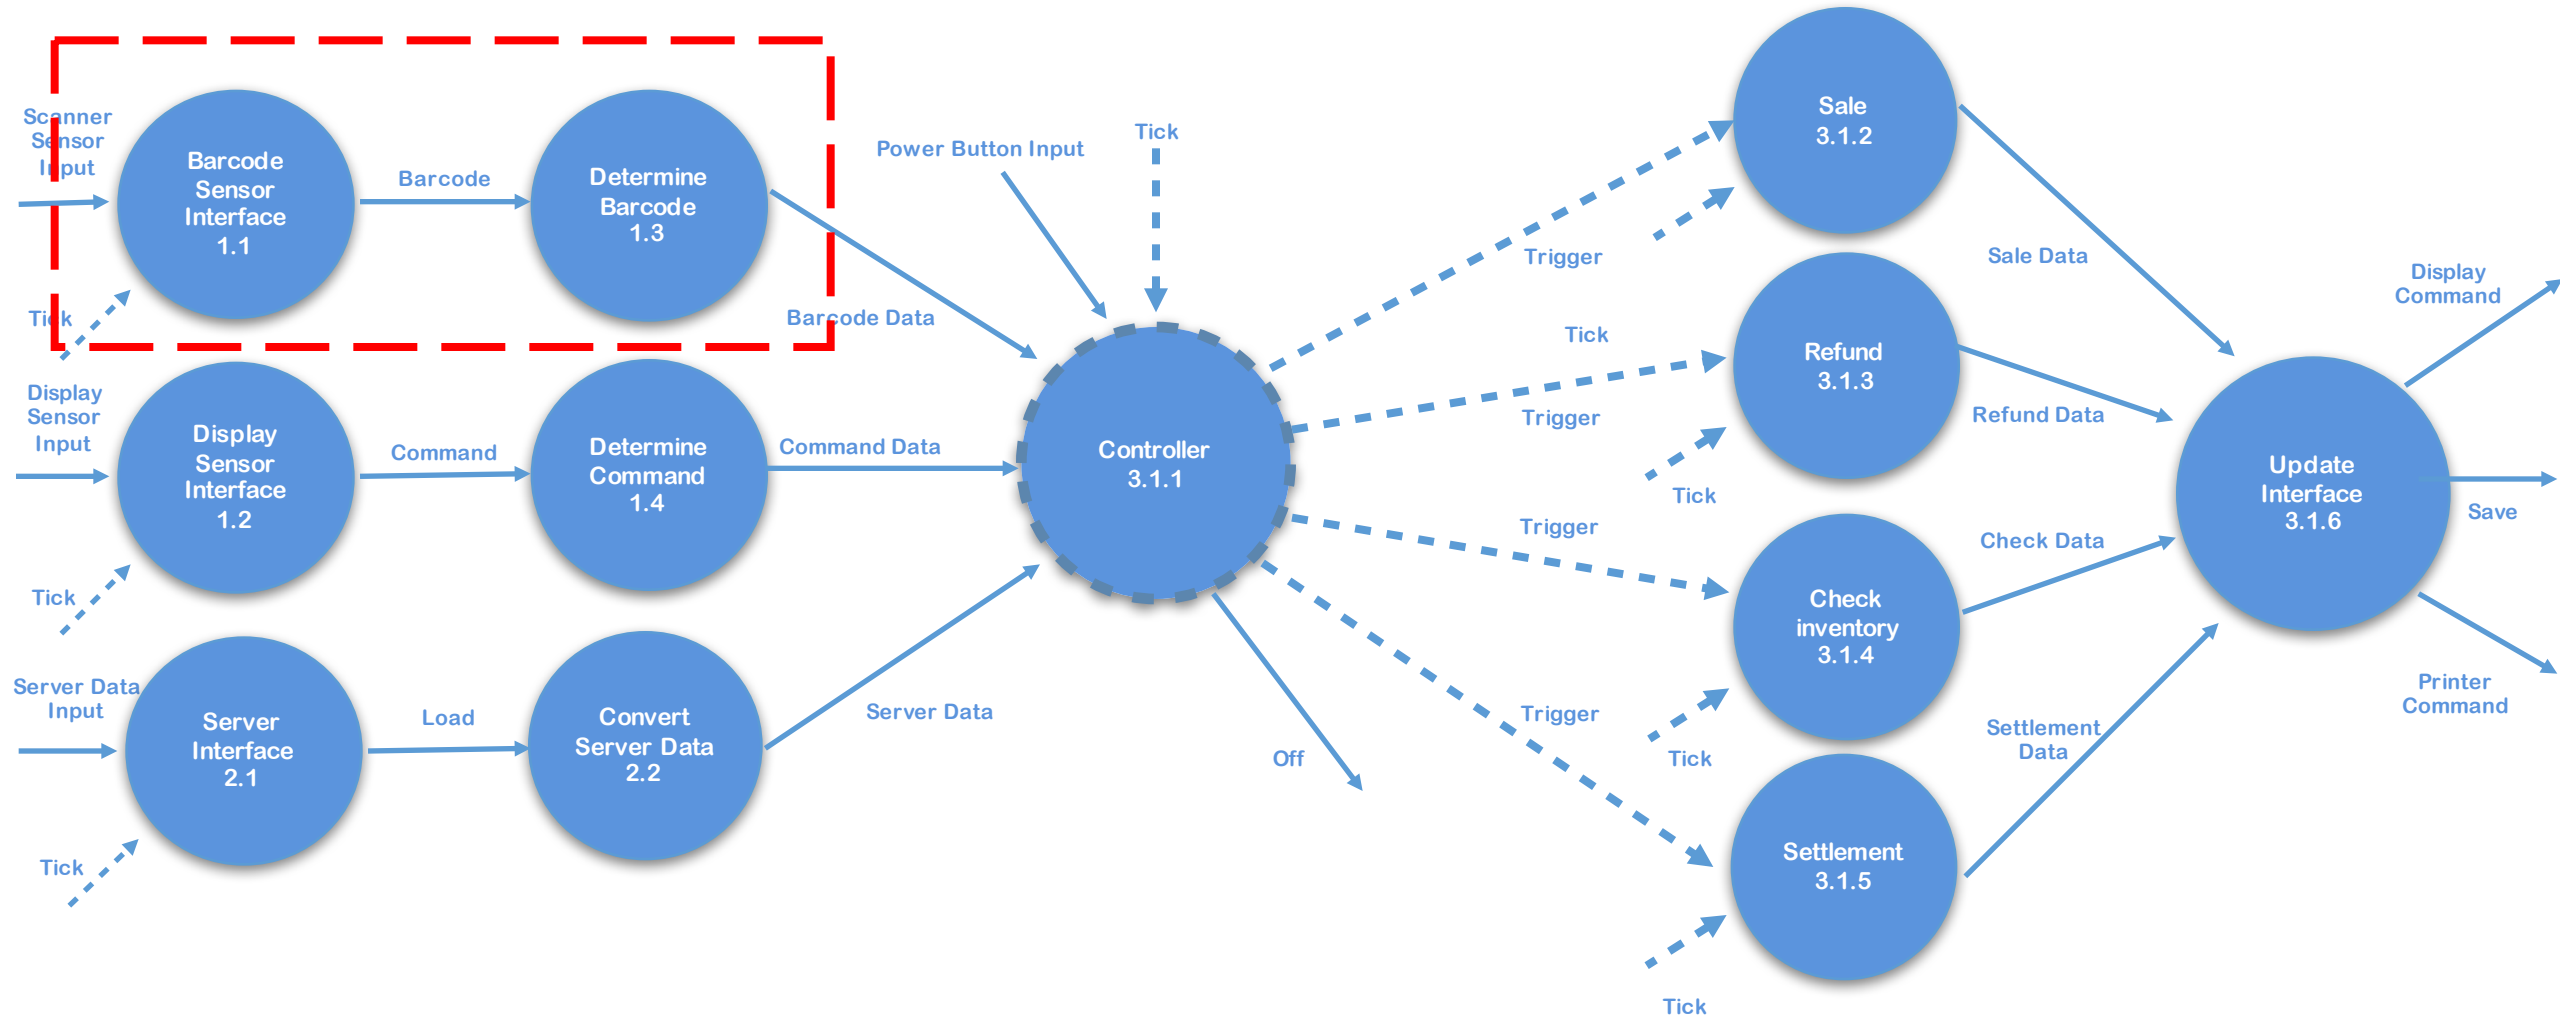 Scanner
Sensor
Input
Barcode
Sensor
Interface
1.1
Tick
Barcode
Determine
Barcode
1.3
Barcode Data
Display
Sensor
Input
Display
Sensor
Interface
1.2
Tick
Command
Determine
Command
1.4
Command Data
Server Data
Input
Server
Interface
2.1
Tick
Load
Convert
Server Data
2.2
Server Data
Power Button Input
Tick
Controller
3.1.1
Off
Trigger
Sale
3.1.2
Sale Data
Tick
Trigger
Refund
3.1.3
Refund Data
Tick
Trigger
Check
inventory
3.1.4
Check Data
Tick
Trigger
Settlement
3.1.5
Settlement
Data
Tick
Update
Interface
3.1.6
Display
Command
Save
Printer
Command